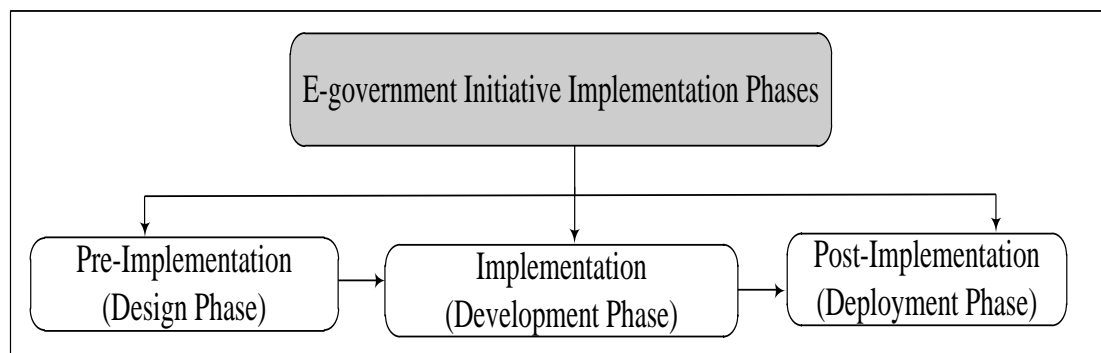 E-government Initiative Implementation Phases
Pre-Implementation
(Design Phase)
Implementation
(Development Phase)
Post-Implementation
(Deployment Phase)